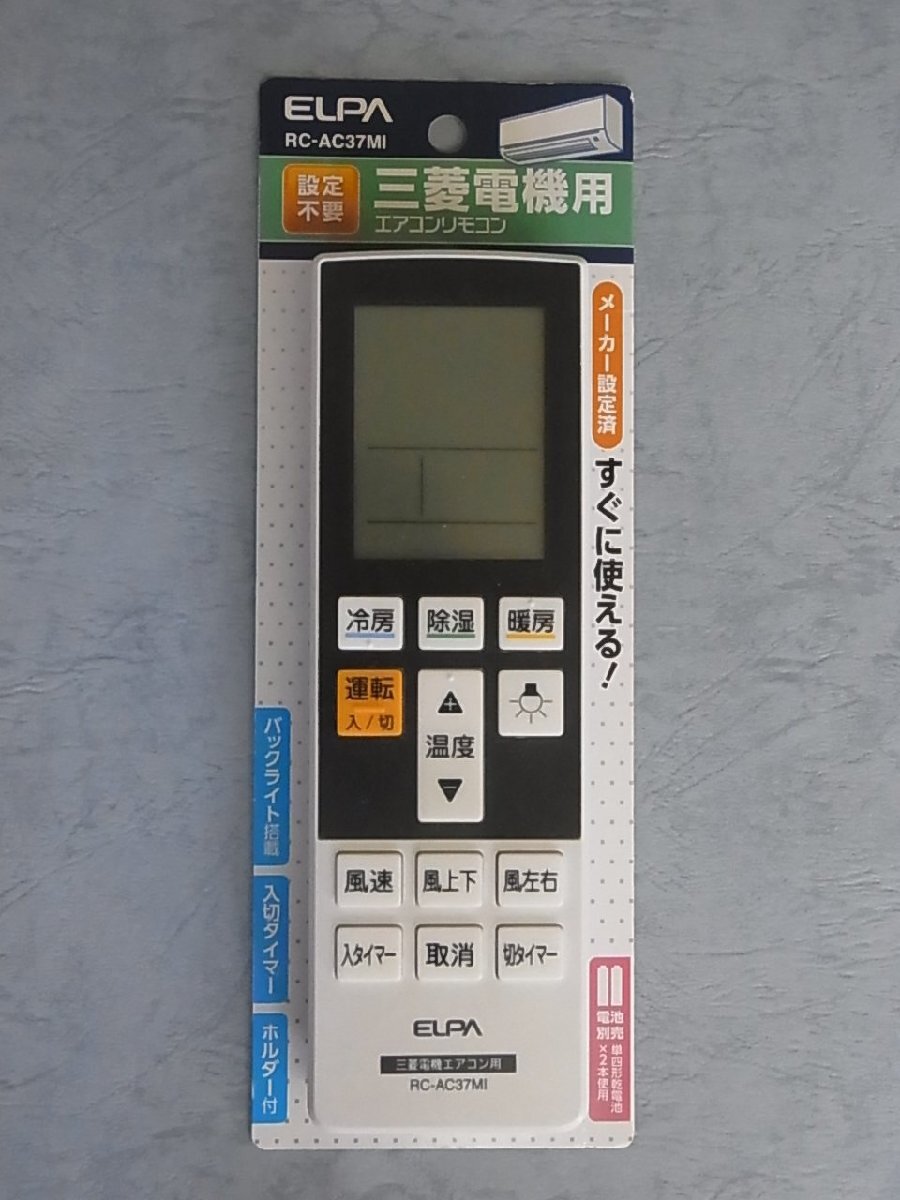 ELPA
RC-AC37MI
設定
不要
三菱電機用
エアコンリモコン
メーカー設定済
すぐに使える!
冷房
除湿
暖房
運転
入/切
+
温度
−
風速
風上下
風左右
入タイマー
取消
切タイマー
バックライト搭載
入切タイマー
ホルダー付
電池
別売
単四形乾電池
×2本使用
ELPA
三菱電機エアコン用
RC-AC37MI